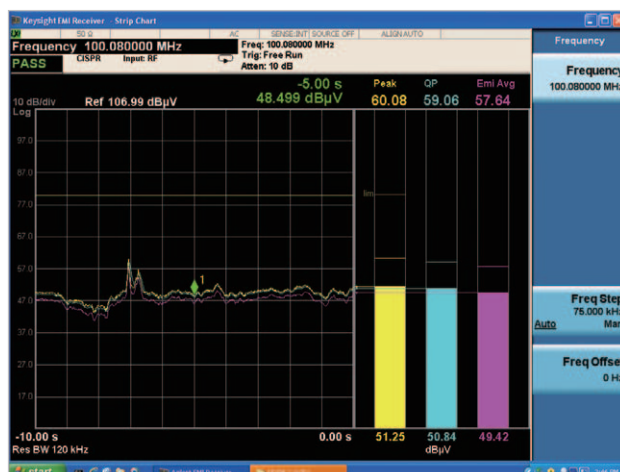 Keysight EMI Receiver - Strip Chart
50 Ω AC SENSE:INT SOURCE OFF ALIGN AUTO
Frequency 100.080000 MHz
Freq: 100.080000 MHz
Trig: Free Run
Atten: 10 dB
PASS
CISPR Input: RF
-5.00 s
48.499 dBµV
Peak QP Emi Avg
60.08 59.06 57.64
10 dB/div Ref 106.99 dBµV
Log
97.0
87.0
77.0
67.0
57.0
47.0
37.0
27.0
17.0
1
lim
-10.00 s 0.00 s
Res BW 120 kHz
51.25 50.84 49.42
dBµV
Frequency
Frequency
100.080000 MHz
Freq Step
75.000 kHz
Auto Man
Freq Offset
0 Hz
start